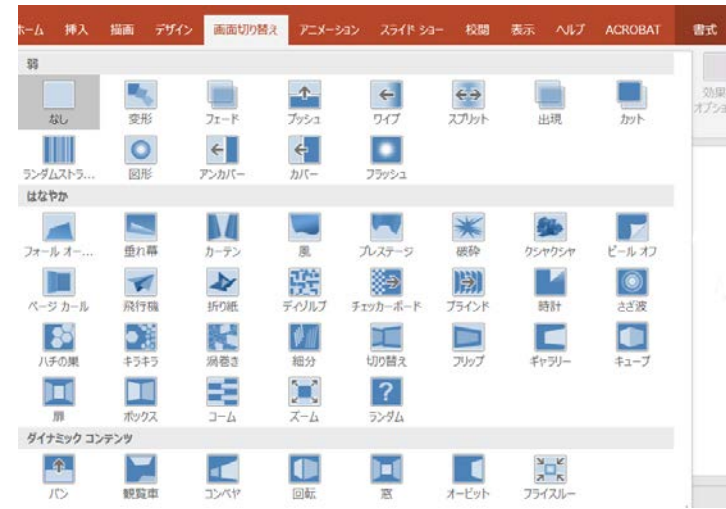 ホーム 挿入 描画 デザイン 画面切り替え アニメーション スライド ショー 校閲 表示 ヘルプ ACROBAT 書式
弱
効果
オプショ
なし 変形 フェード プッシュ ワイプ スプリット 出現 カット
ランダムストラ... 図形 アンカバー カバー フラッシュ
はなやか
フォール オー... 垂れ幕 カーテン 風 プレステージ 破砕 クシャクシャ ピール オフ
ページ カール 飛行機 折り紙 ディゾルブ チェッカーボード ブラインド 時計 さざ波
ハチの巣 キラキラ 渦巻き 細分 切り替え フリップ ギャラリー キューブ
扉 ボックス コーム ズーム ランダム
ダイナミック コンテンツ
パン 観覧車 コンベヤ 回転 窓 オービット フライスルー